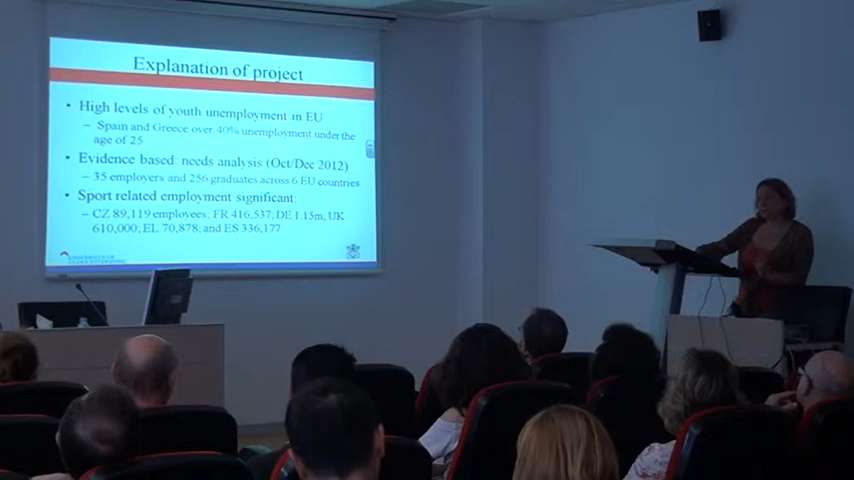 Explanation of project
• High levels of youth unemployment in EU
– Spain and Greece over 40% unemployment under the
age of 25
• Evidence based: needs analysis (Oct/Dec 2012)
– 35 employers and 256 graduates across 6 EU countries
• Sport related employment significant:
– CZ 89,119 employees, FR 416,537, DE 1.15m, UK
610,000, EL 70,878 and ES 336,177
UNIVERSITY OF
GLOUCESTERSHIRE